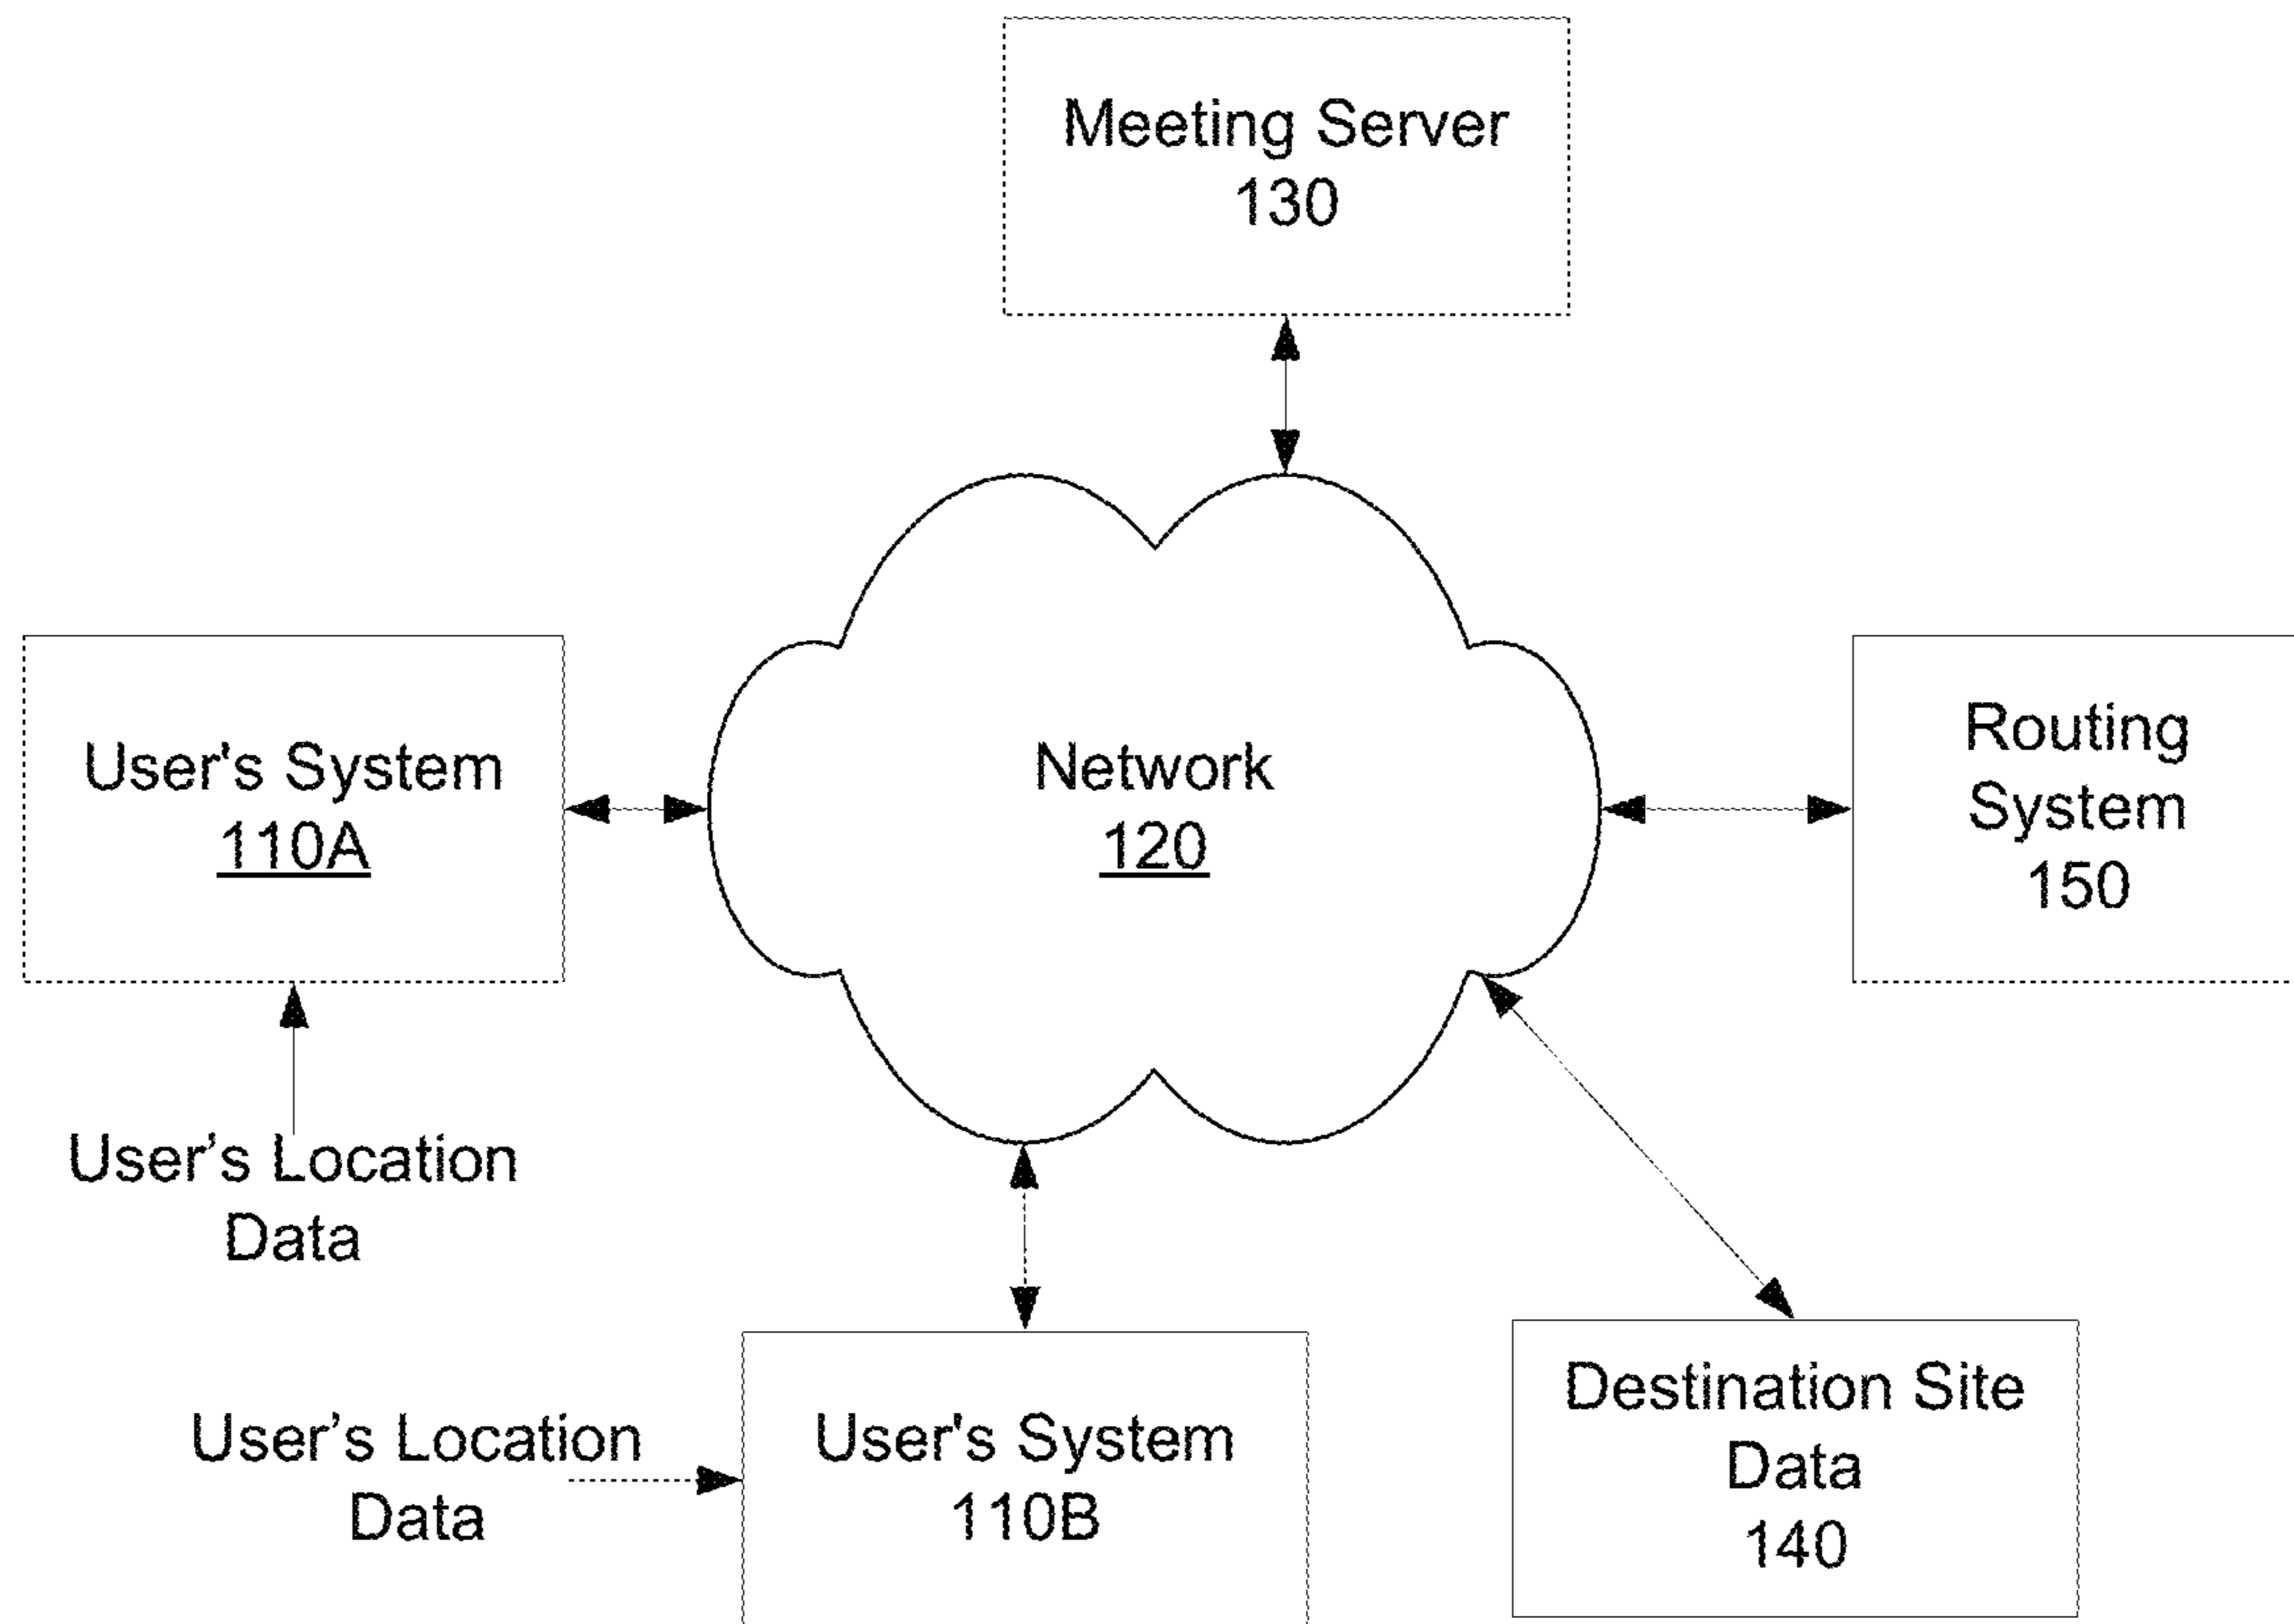 Meeting Server
130
User's System
110A
Network
120
Routing
System
150
User’s Location
Data
User’s Location
Data
User's System
110B
Destination Site
Data
140